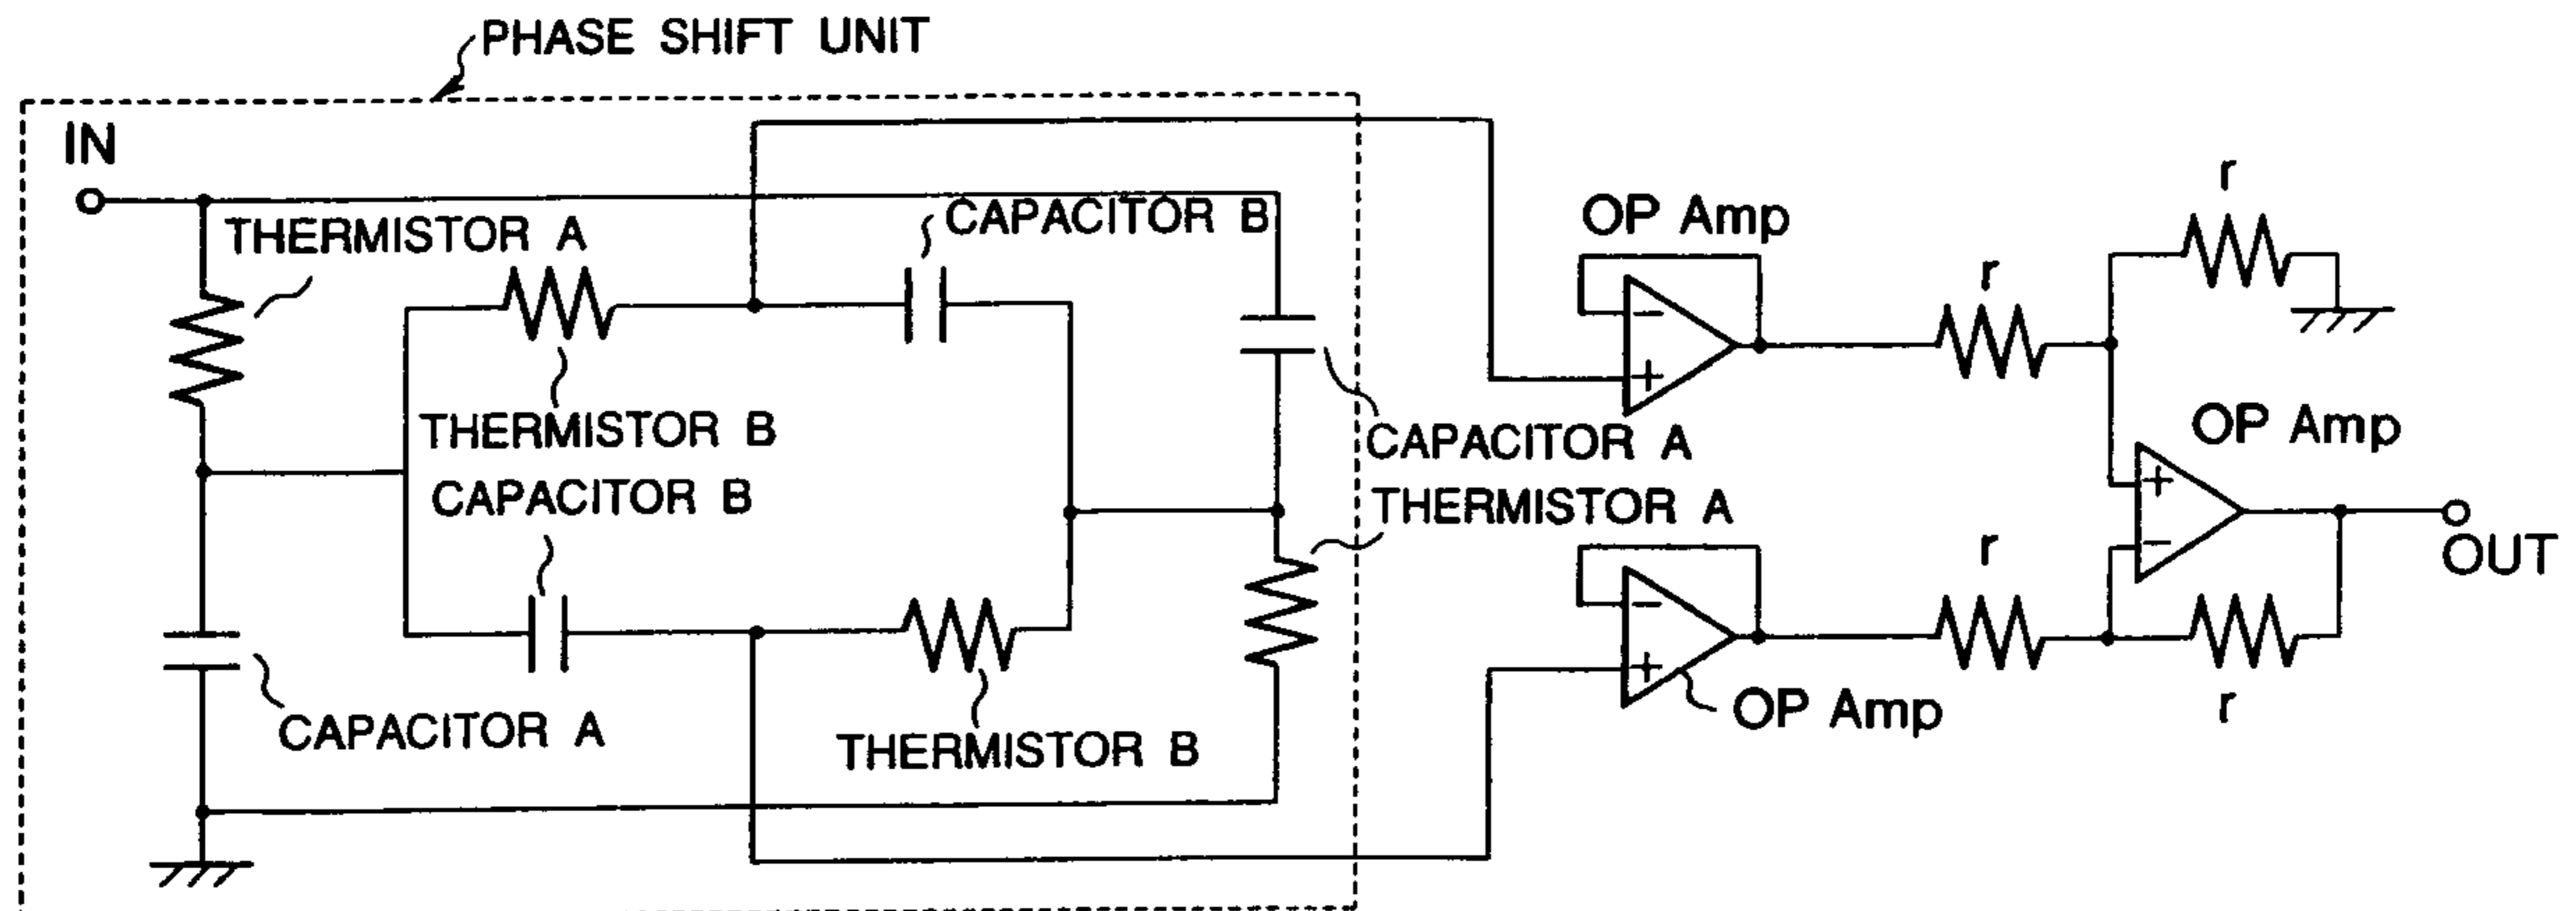 PHASE SHIFT UNIT
IN
THERMISTOR A
CAPACITOR B
THERMISTOR B
CAPACITOR B
CAPACITOR A
THERMISTOR A
CAPACITOR A
THERMISTOR B
OP Amp
r
r
OP Amp
r
OUT
OP Amp
r